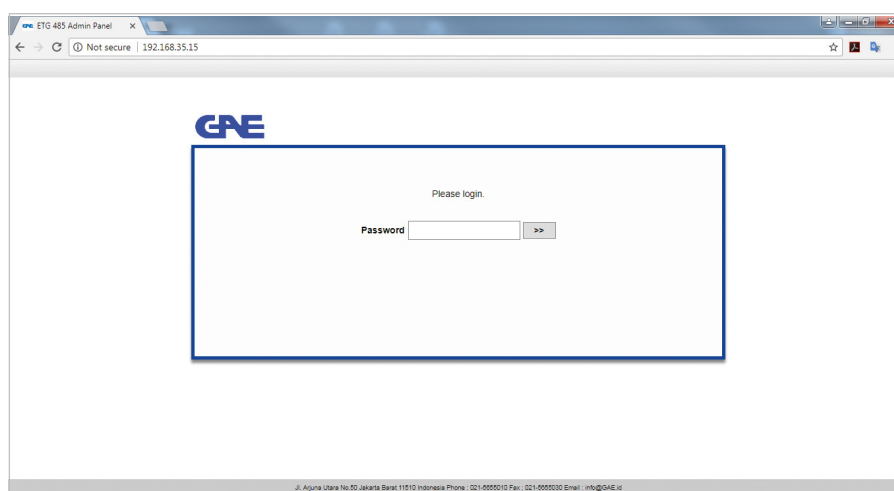 GAE ETG 485 Admin Panel
Not secure | 192.168.35.15
GAE
Please login.
Password >>
Jl. Arjuna Utara No.50 Jakarta Barat 11510 Indonesia Phone : 021-5655010 Fax : 021-5655030 Email : info@GAE.id